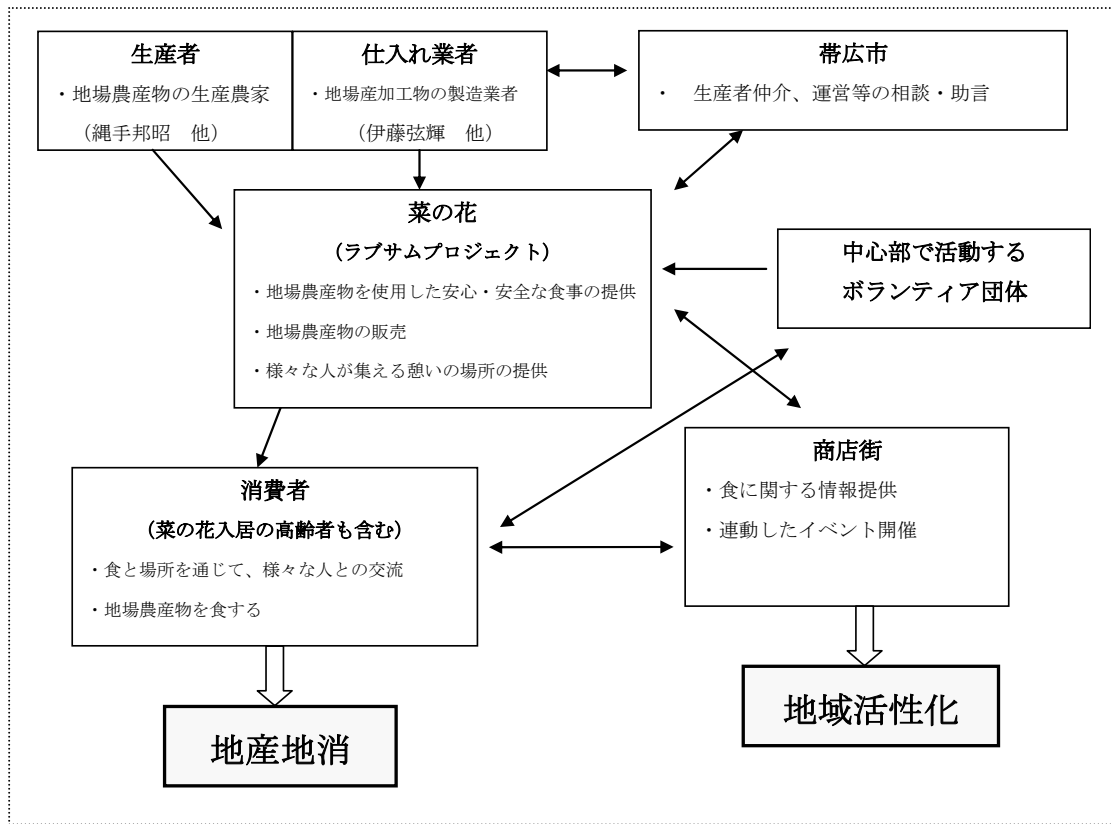 生産者
・地場農産物の生産農家
（縄手邦昭　他）
仕入れ業者
・地場産加工物の製造業者
（伊藤弦輝　他）
帯広市
・　生産者仲介、運営等の相談・助言
菜の花
（ラブサムプロジェクト）
・地場農産物を使用した安心・安全な食事の提供
・地場農産物の販売
・様々な人が集える憩いの場所の提供
中心部で活動する
ボランティア団体
商店街
・食に関する情報提供
・連動したイベント開催
消費者
（菜の花入居の高齢者も含む）
・食と場所を通じて、様々な人との交流
・地場農産物を食する
地域活性化
地産地消